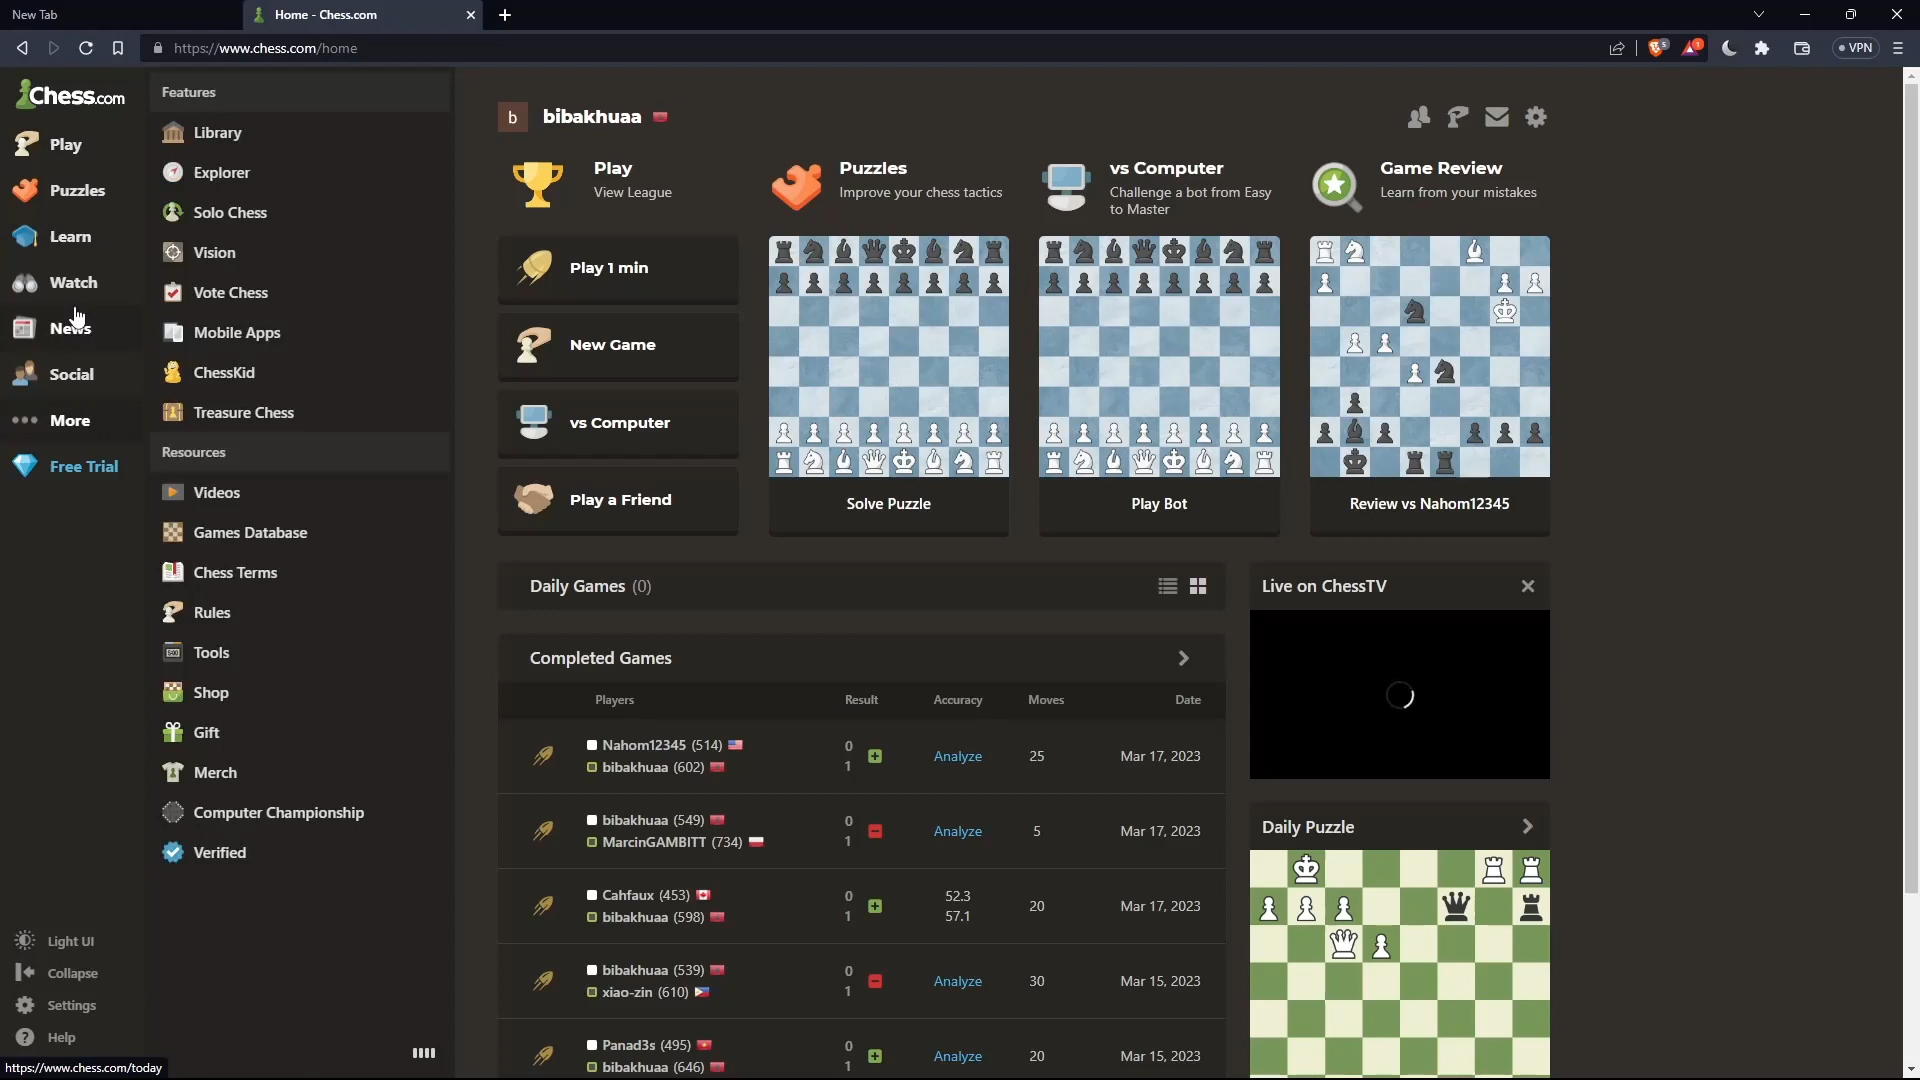 New Tab
Home - Chess.com
https://www.chess.com/home
5
1
VPN
Chess.com
Play
Puzzles
Learn
Watch
News
Social
More
Free Trial
Light UI
Collapse
Settings
Help
https://www.chess.com/today
Features
Library
Explorer
Solo Chess
Vision
Vote Chess
Mobile Apps
ChessKid
Treasure Chess
Resources
Videos
Games Database
Chess Terms
Rules
Tools
Shop
Gift
Merch
Computer Championship
Verified
b bibakhuaa
Play
View League
Puzzles
Improve your chess tactics
vs Computer
Challenge a bot from Easy
to Master
Game Review
Learn from your mistakes
Play 1 min
New Game
vs Computer
Play a Friend
Solve Puzzle
Play Bot
Review vs Nahom12345
Daily Games (0)
Completed Games
Players Result Accuracy Moves Date
Nahom12345 (514) 0
bibakhuaa (602) 1
Analyze 25 Mar 17, 2023
bibakhuaa (549) 0
MarcinGAMBITT (734) 1
Analyze 5 Mar 17, 2023
Cahfaux (453) 0 52.3
bibakhuaa (598) 1 57.1
20 Mar 17, 2023
bibakhuaa (539) 0
xiao-zin (610) 1
Analyze 30 Mar 15, 2023
Panad3s (495) 0
bibakhuaa (646) 1
Analyze 20 Mar 15, 2023
Live on ChessTV
Daily Puzzle